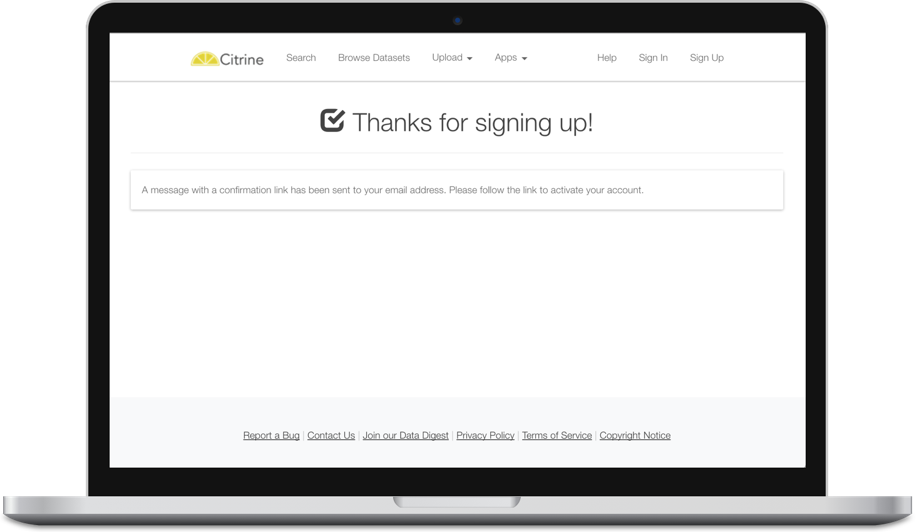 Citrine Search Browse Datasets Upload Apps Help Sign In Sign Up
Thanks for signing up!
A message with a confirmation link has been sent to your email address. Please follow the link to activate your account.
Report a Bug | Contact Us | Join our Data Digest | Privacy Policy | Terms of Service | Copyright Notice